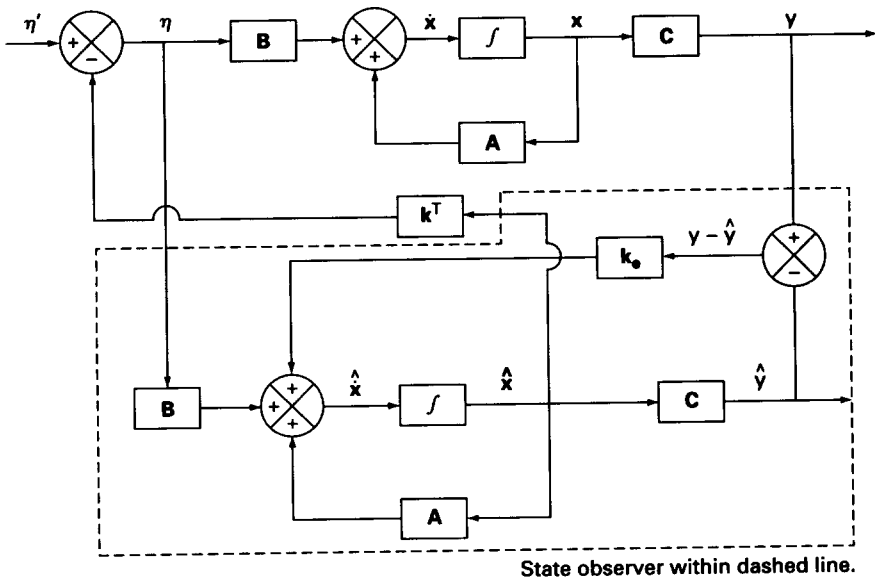 η′ + − η B + + ẋ ∫ x C y
A
kᵀ
kₑ y − ŷ + −
B + + + x̂̇ ∫ x̂ C ŷ
A
State observer within dashed line.